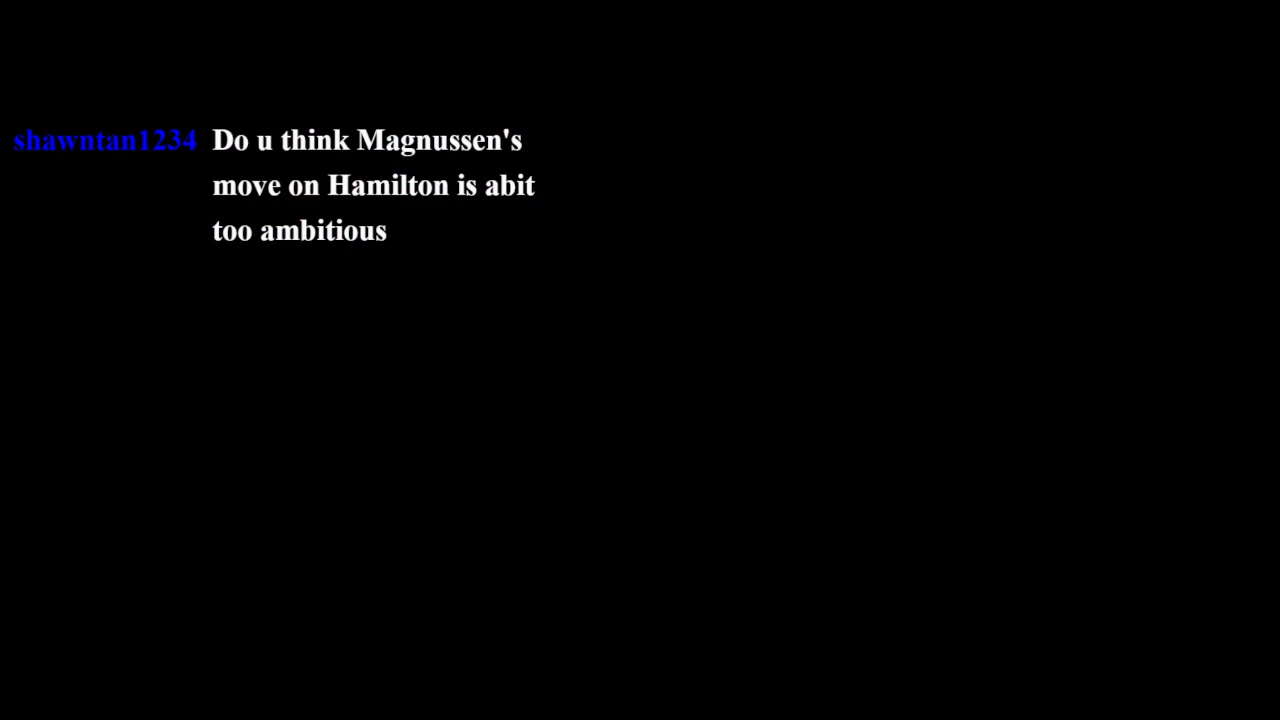 shawntan1234 Do u think Magnussen's
move on Hamilton is abit
too ambitious